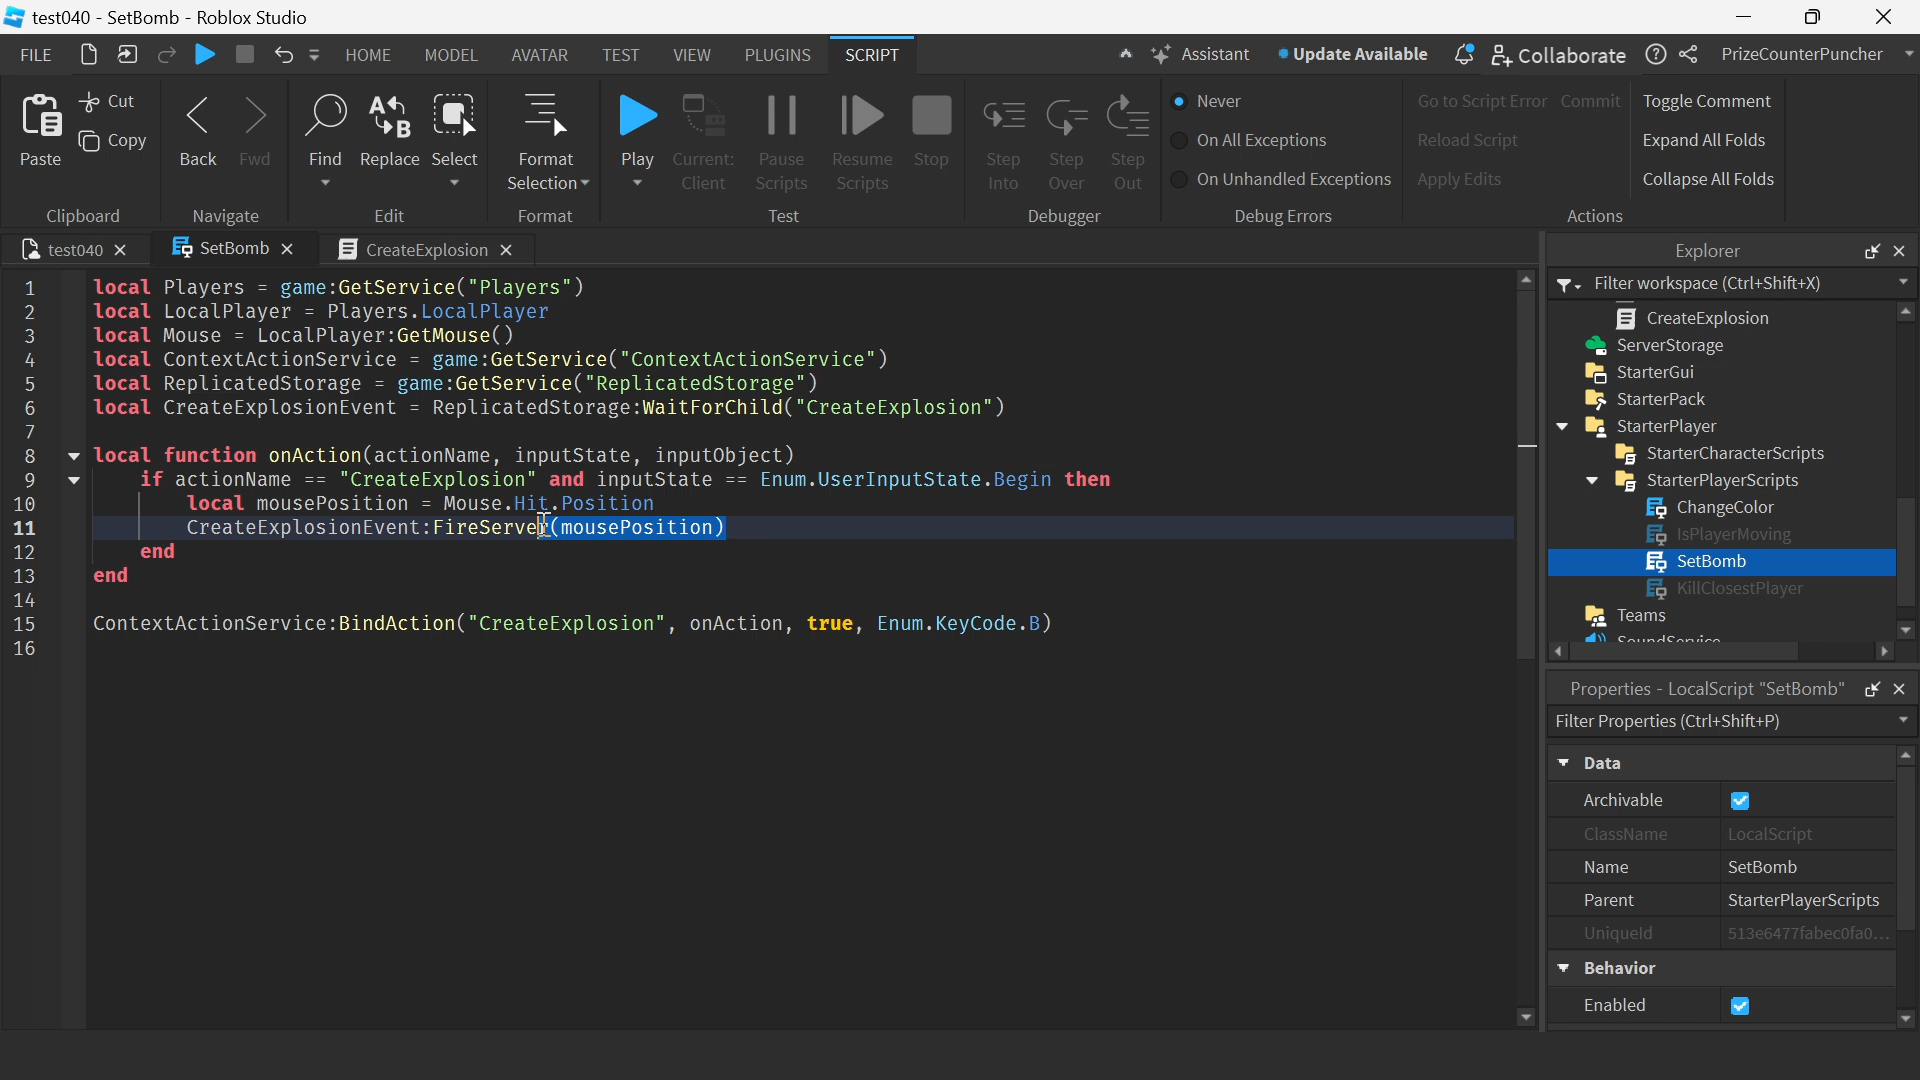 test040 - SetBomb - Roblox Studio
FILE HOME MODEL AVATAR TEST VIEW PLUGINS SCRIPT Assistant Update Available Collaborate PrizeCounterPuncher
Paste Cut Copy
Back Fwd
Find Replace Select
Format Selection
Play Current: Client Pause Scripts Resume Scripts Stop
Step Into Step Over Step Out
Never
On All Exceptions
On Unhandled Exceptions
Go to Script Error Commit
Reload Script
Apply Edits
Toggle Comment
Expand All Folds
Collapse All Folds
Clipboard Navigate Edit Format Test Debugger Debug Errors Actions
test040 SetBomb CreateExplosion
1 local Players = game:GetService("Players")
2 local LocalPlayer = Players.LocalPlayer
3 local Mouse = LocalPlayer:GetMouse()
4 local ContextActionService = game:GetService("ContextActionService")
5 local ReplicatedStorage = game:GetService("ReplicatedStorage")
6 local CreateExplosionEvent = ReplicatedStorage:WaitForChild("CreateExplosion")
7
8 local function onAction(actionName, inputState, inputObject)
9 if actionName == "CreateExplosion" and inputState == Enum.UserInputState.Begin then
10 local mousePosition = Mouse.Hit.Position
11 CreateExplosionEvent:FireServer(mousePosition)
12 end
13 end
14
15 ContextActionService:BindAction("CreateExplosion", onAction, true, Enum.KeyCode.B)
16
Explorer
Filter workspace (Ctrl+Shift+X)
CreateExplosion
ServerStorage
StarterGui
StarterPack
StarterPlayer
StarterCharacterScripts
StarterPlayerScripts
ChangeColor
IsPlayerMoving
SetBomb
KillClosestPlayer
Teams
SoundService
Properties - LocalScript "SetBomb"
Filter Properties (Ctrl+Shift+P)
Data
Archivable
ClassName LocalScript
Name SetBomb
Parent StarterPlayerScripts
UniqueId 513e6477fabec0fa0...
Behavior
Enabled